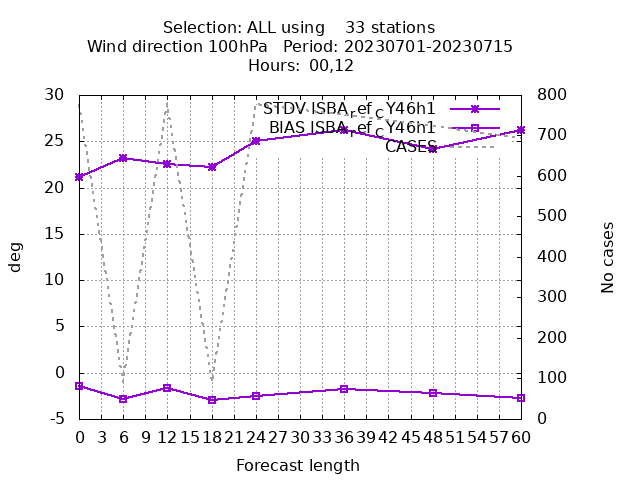 Selection: ALL using    33 stations
Wind direction 100hPa   Period: 20230701-20230715
Hours: 00,12
STDV ISBA_ref_CY46h1
BIAS ISBA_ref_CY46h1
CASES
30
25
20
15
10
5
0
-5
deg
800
700
600
500
400
300
200
100
0
No cases
0 3 6 9 12 15 18 21 24 27 30 33 36 39 42 45 48 51 54 57 60
Forecast length